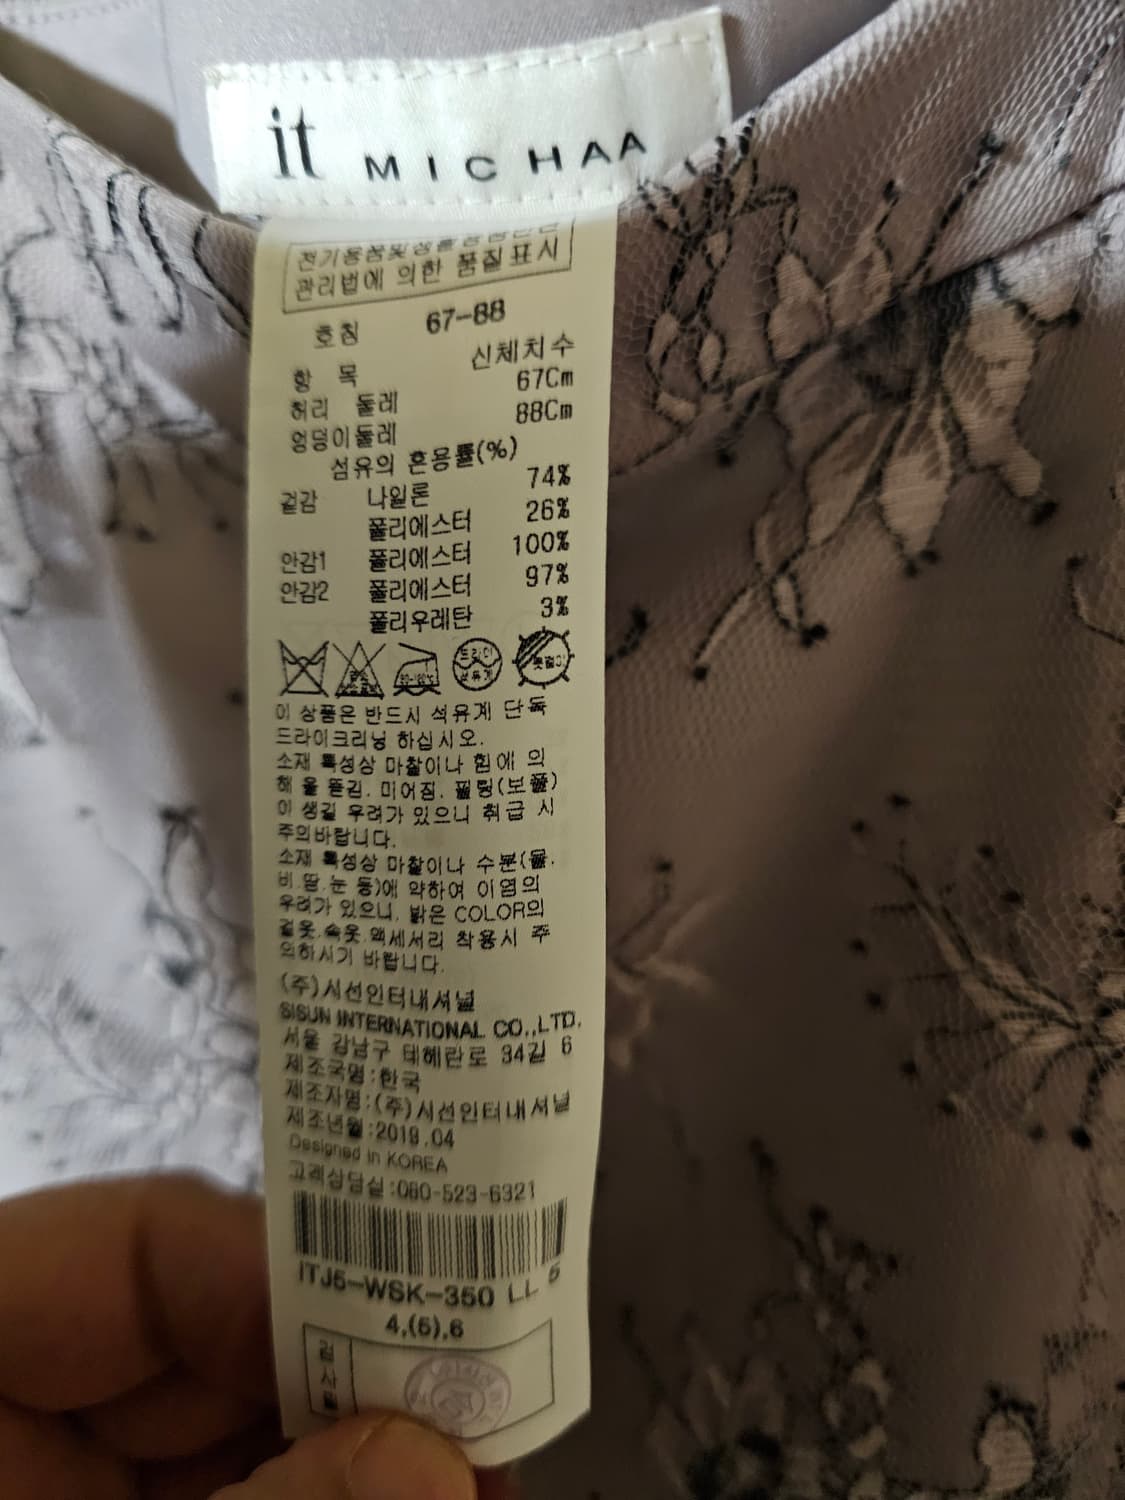 it MICHAA
전기용품및생활용품안전
관리법에 의한 품질표시
호칭 67-88
항 목 신체치수
허리 둘레 67Cm
엉덩이둘레 88Cm
섬유의 혼용률(%)
겉감 나일론 74%
폴리에스터 26%
안감1 폴리에스터 100%
안감2 폴리에스터 97%
폴리우레탄 3%
드라이
석유계
이 상품은 반드시 석유계 단독
드라이크리닝 하십시오.
소재 특성상 마찰이나 힘에 의
해 올 뜯김. 미어짐. 필링(보풀)
이 생길 우려가 있으니 취급 시
주의바랍니다.
소재 특성상 마찰이나 수분(물.
비.땀.눈 등)에 약하여 이염의
우려가 있으니, 밝은 COLOR의
겉옷.속옷.액세서리 착용시 주
의하시기 바랍니다.
(주)시선인터내셔널
SISUN INTERNATIONAL CO.,LTD.
서울 강남구 테헤란로 34길 6
제조국명:한국
제조자명:(주)시선인터내셔널
제조년월:2019.04
Designed in KOREA
고객상담실:080-523-6321
ITJ5-WSK-350 LL 5
4,(5),6
검사필